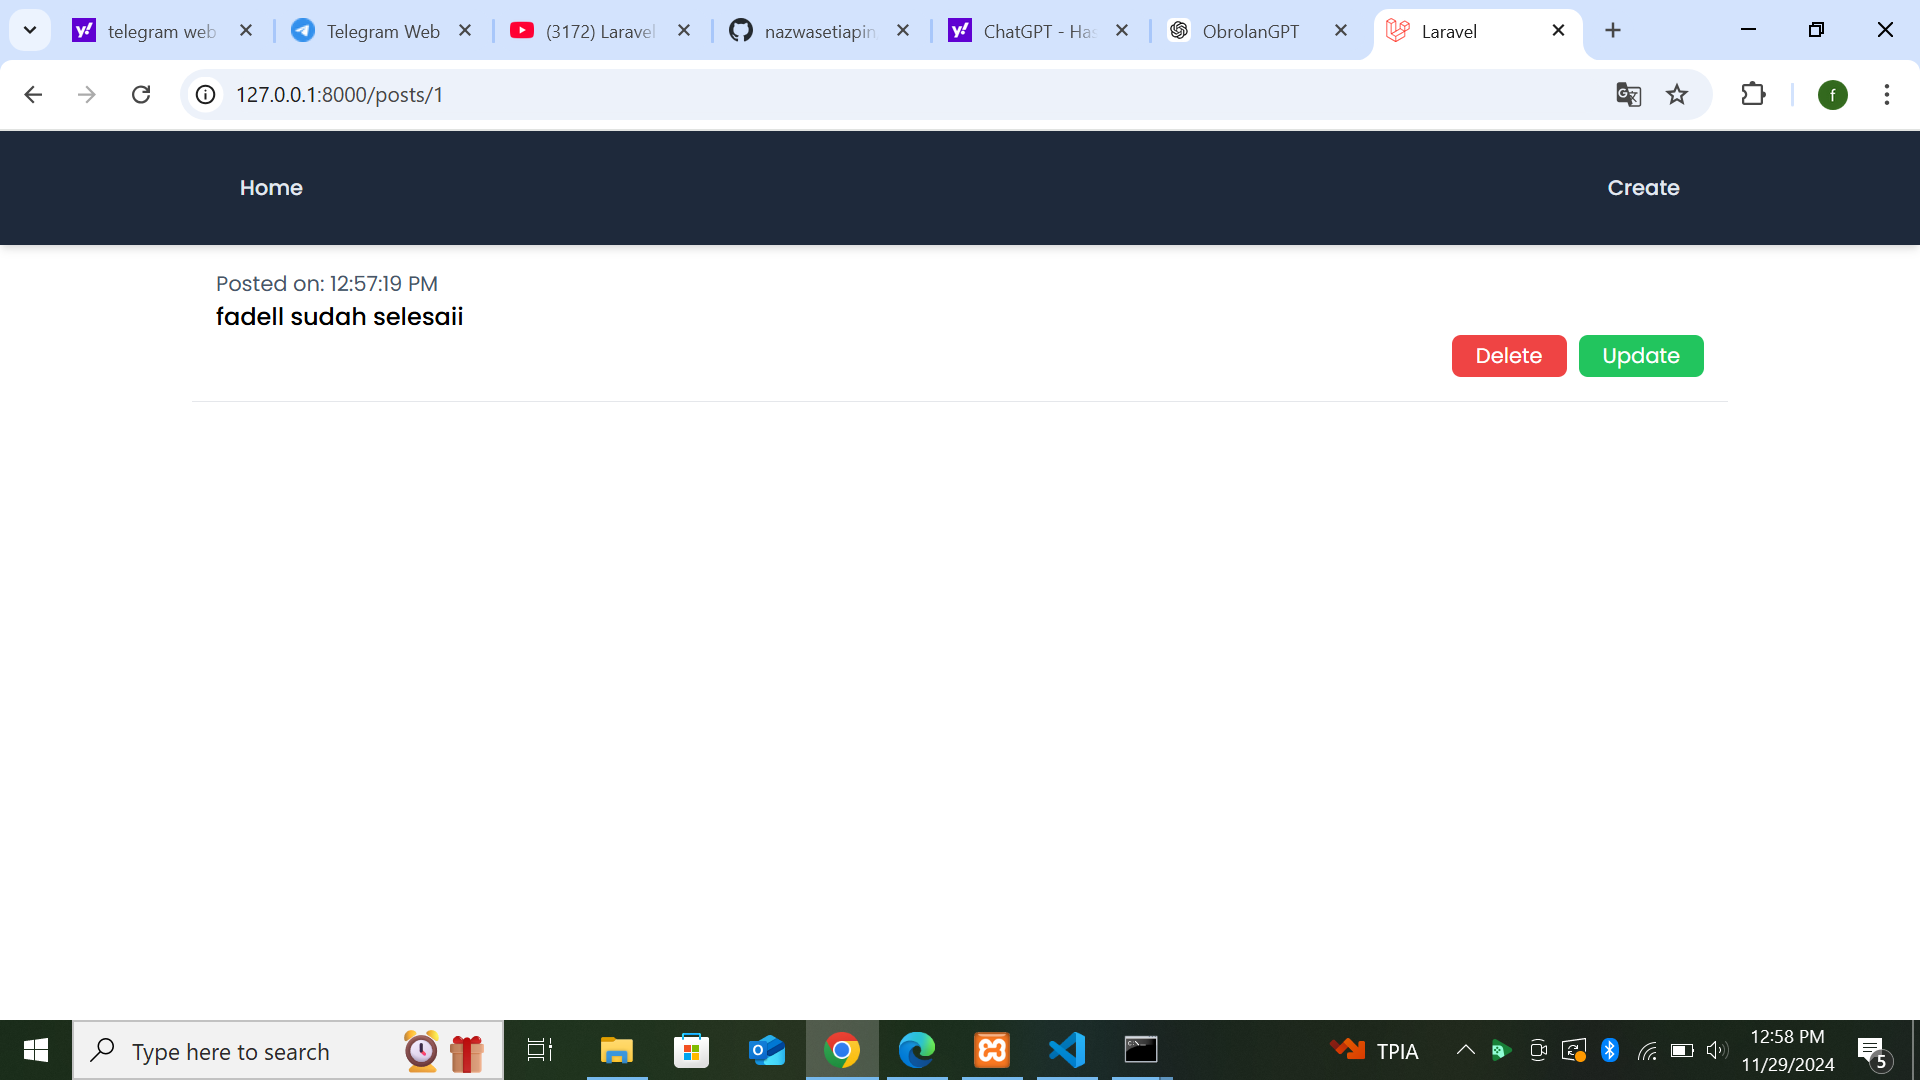 telegram web
Telegram Web
(3172) Laravel
nazwasetiapin
ChatGPT - Has
ObrolanGPT
Laravel
127.0.0.1:8000/posts/1
f
Home
Create
Posted on: 12:57:19 PM
fadell sudah selesaii
Delete
Update
Type here to search
TPIA
12:58 PM
11/29/2024
5